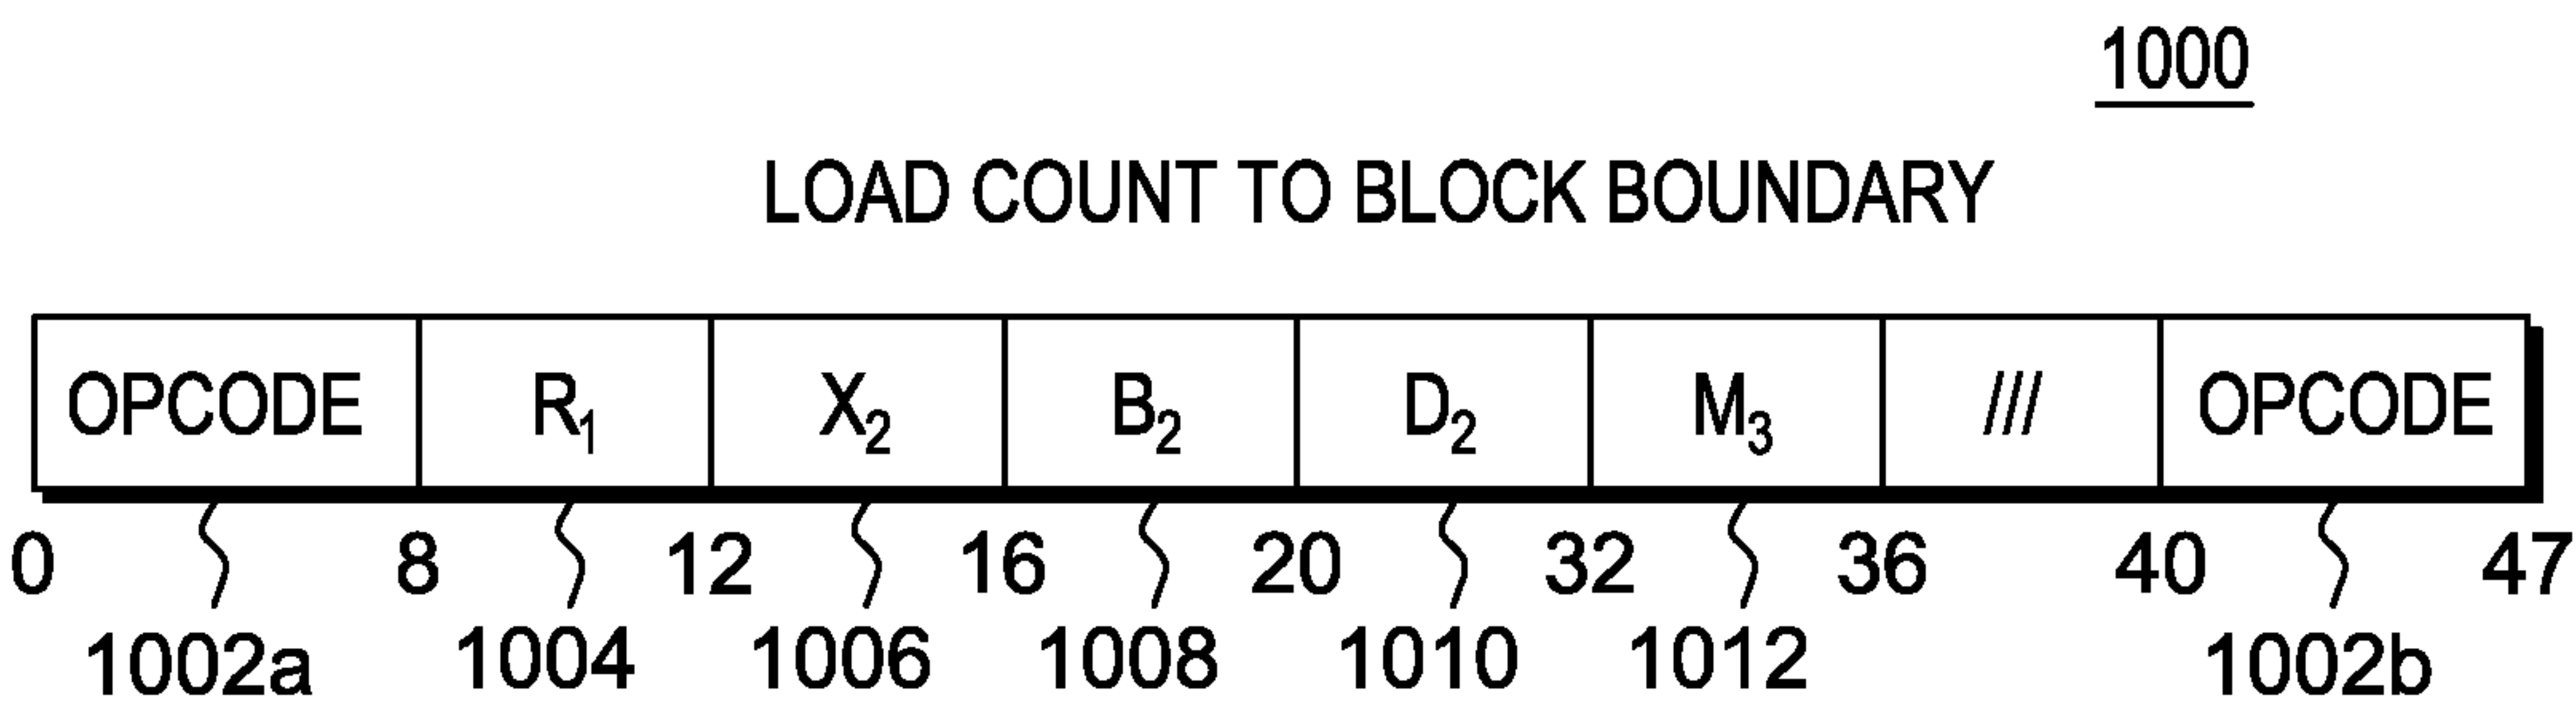 1000
LOAD COUNT TO BLOCK BOUNDARY
OPCODE R1 X2 B2 D2 M3 /// OPCODE
0 8 12 16 20 32 36 40 47
1002a 1004 1006 1008 1010 1012 1002b